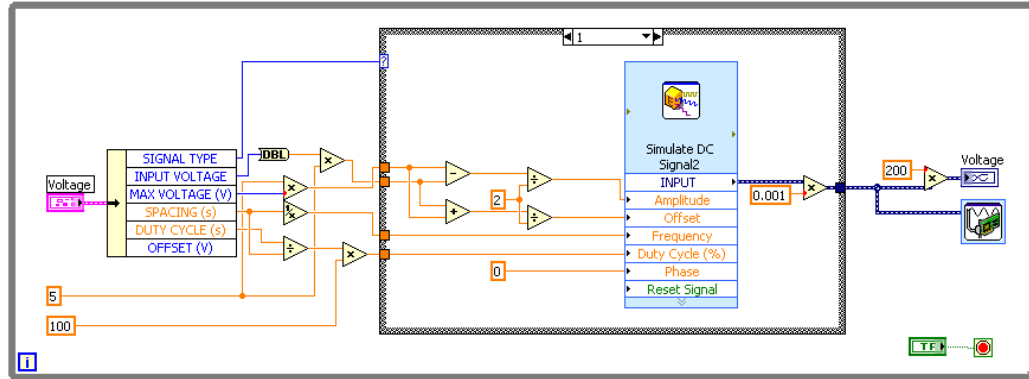 1
?
Simulate DC
Signal2
INPUT
Amplitude
Offset
Frequency
Duty Cycle (%)
Phase
Reset Signal
Voltage
SIGNAL TYPE
INPUT VOLTAGE
MAX VOLTAGE (V)
SPACING (s)
DUTY CYCLE (s)
OFFSET (V)
DBL
2
0
5
100
0.001
200
Voltage
TF
i